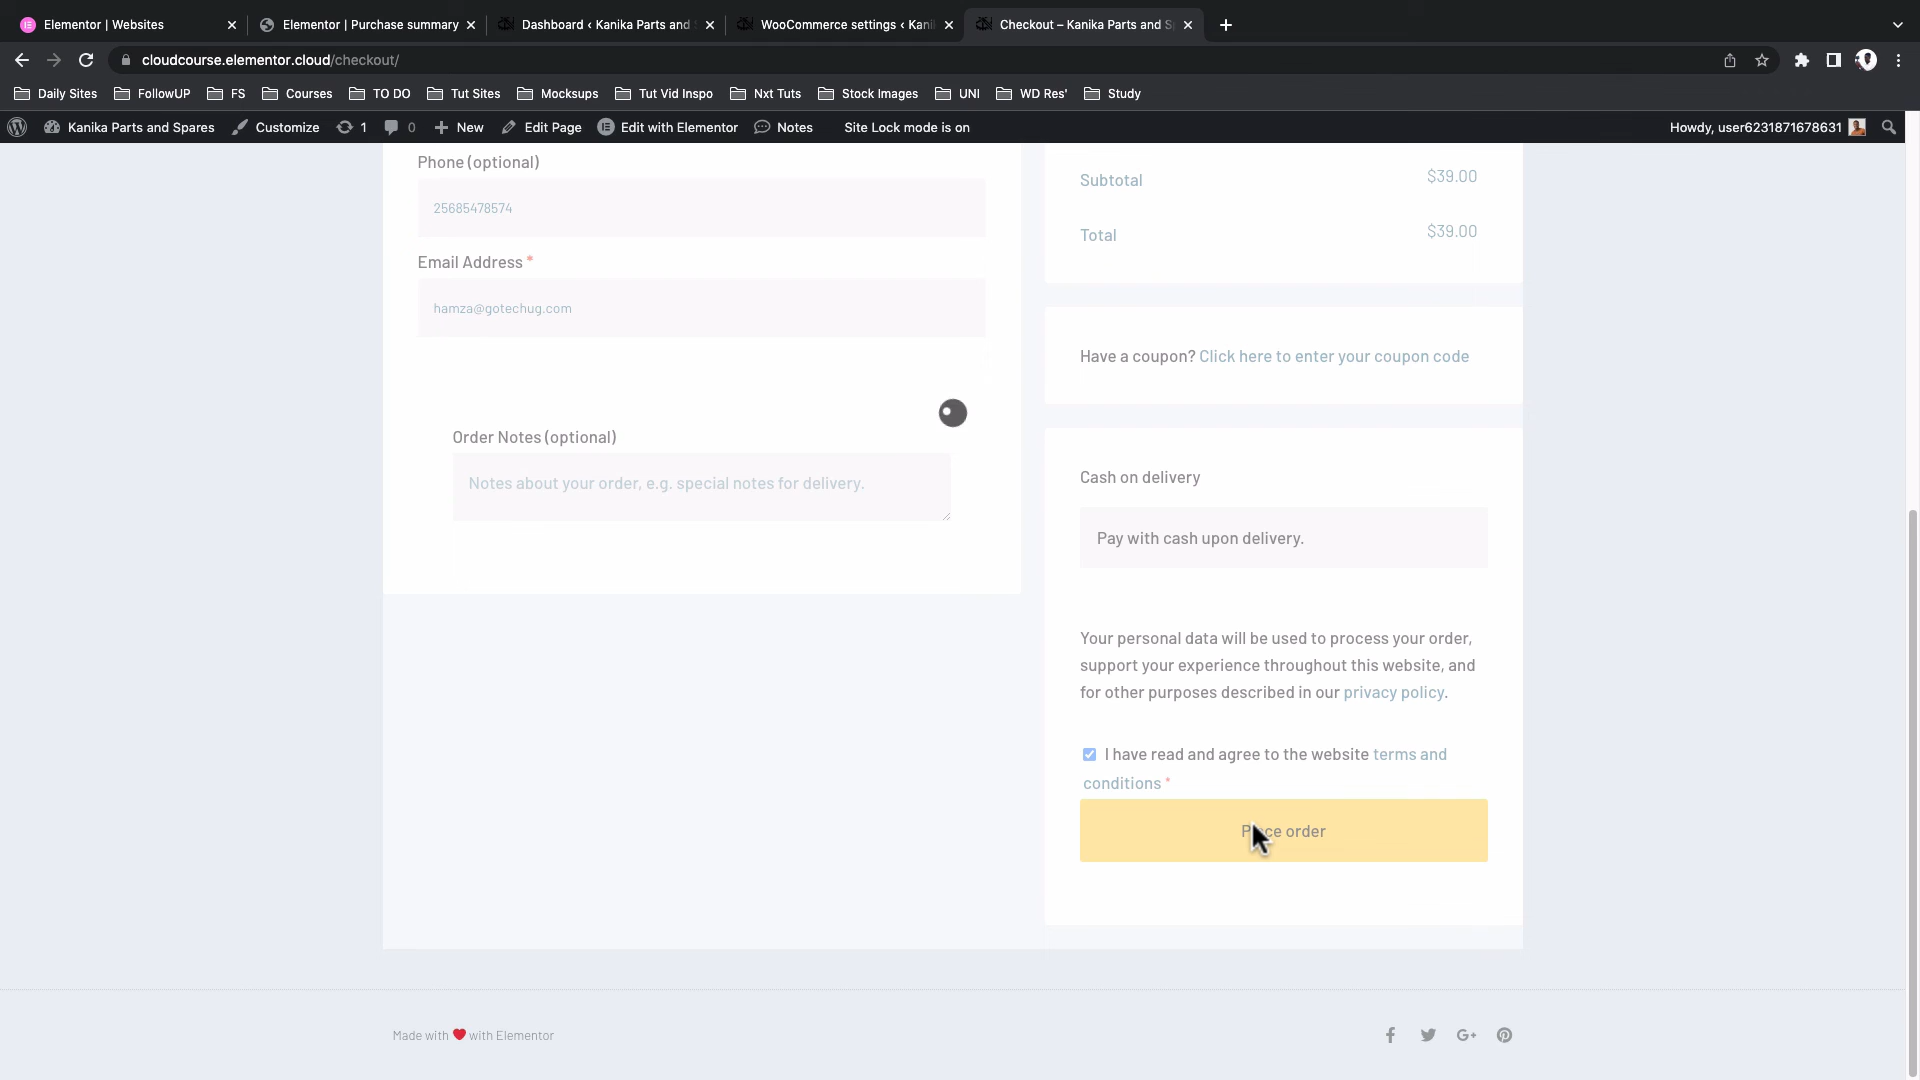 Elementor | Websites
Elementor | Purchase summary
Dashboard ‹ Kanika Parts and
WooCommerce settings ‹ Kani
Checkout – Kanika Parts and S
cloudcourse.elementor.cloud/checkout/
Daily Sites
FollowUP
FS
Courses
TO DO
Tut Sites
Mocksups
Tut Vid Inspo
Nxt Tuts
Stock Images
UNI
WD Res'
Study
Kanika Parts and Spares
Customize
1
0
New
Edit Page
Edit with Elementor
Notes
Site Lock mode is on
Howdy, user6231871678631
Phone (optional)
25685478574
Email Address *
hamza@gotechug.com
Order Notes (optional)
Notes about your order, e.g. special notes for delivery.
Subtotal $39.00
Total $39.00
Have a coupon? Click here to enter your coupon code
Cash on delivery
Pay with cash upon delivery.
Your personal data will be used to process your order,
support your experience throughout this website, and
for other purposes described in our privacy policy.
I have read and agree to the website terms and
conditions *
Place order
Made with ❤ with Elementor